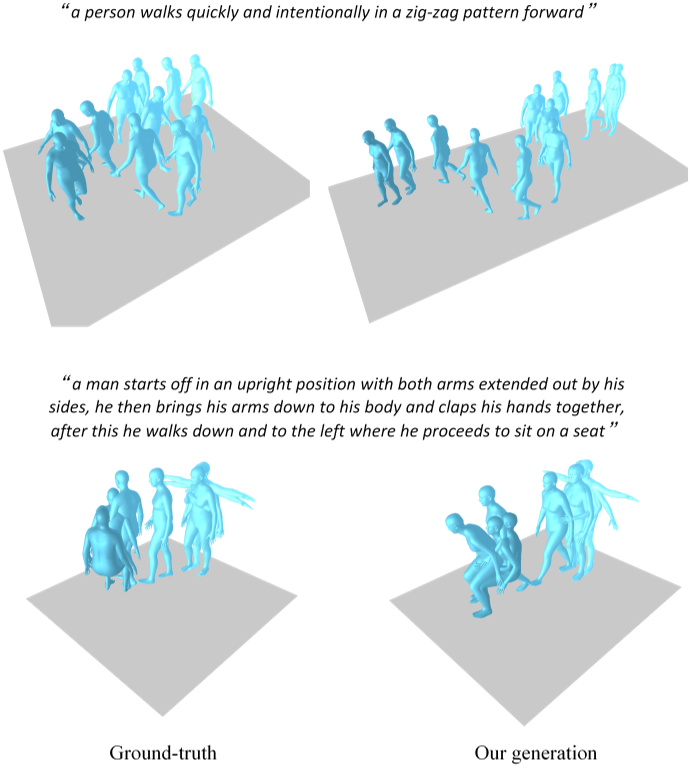 “a person walks quickly and intentionally in a zig-zag pattern forward”
“a man starts off in an upright position with both arms extended out by his
sides, he then brings his arms down to his body and claps his hands together,
after this he walks down and to the left where he proceeds to sit on a seat”
Ground-truth
Our generation